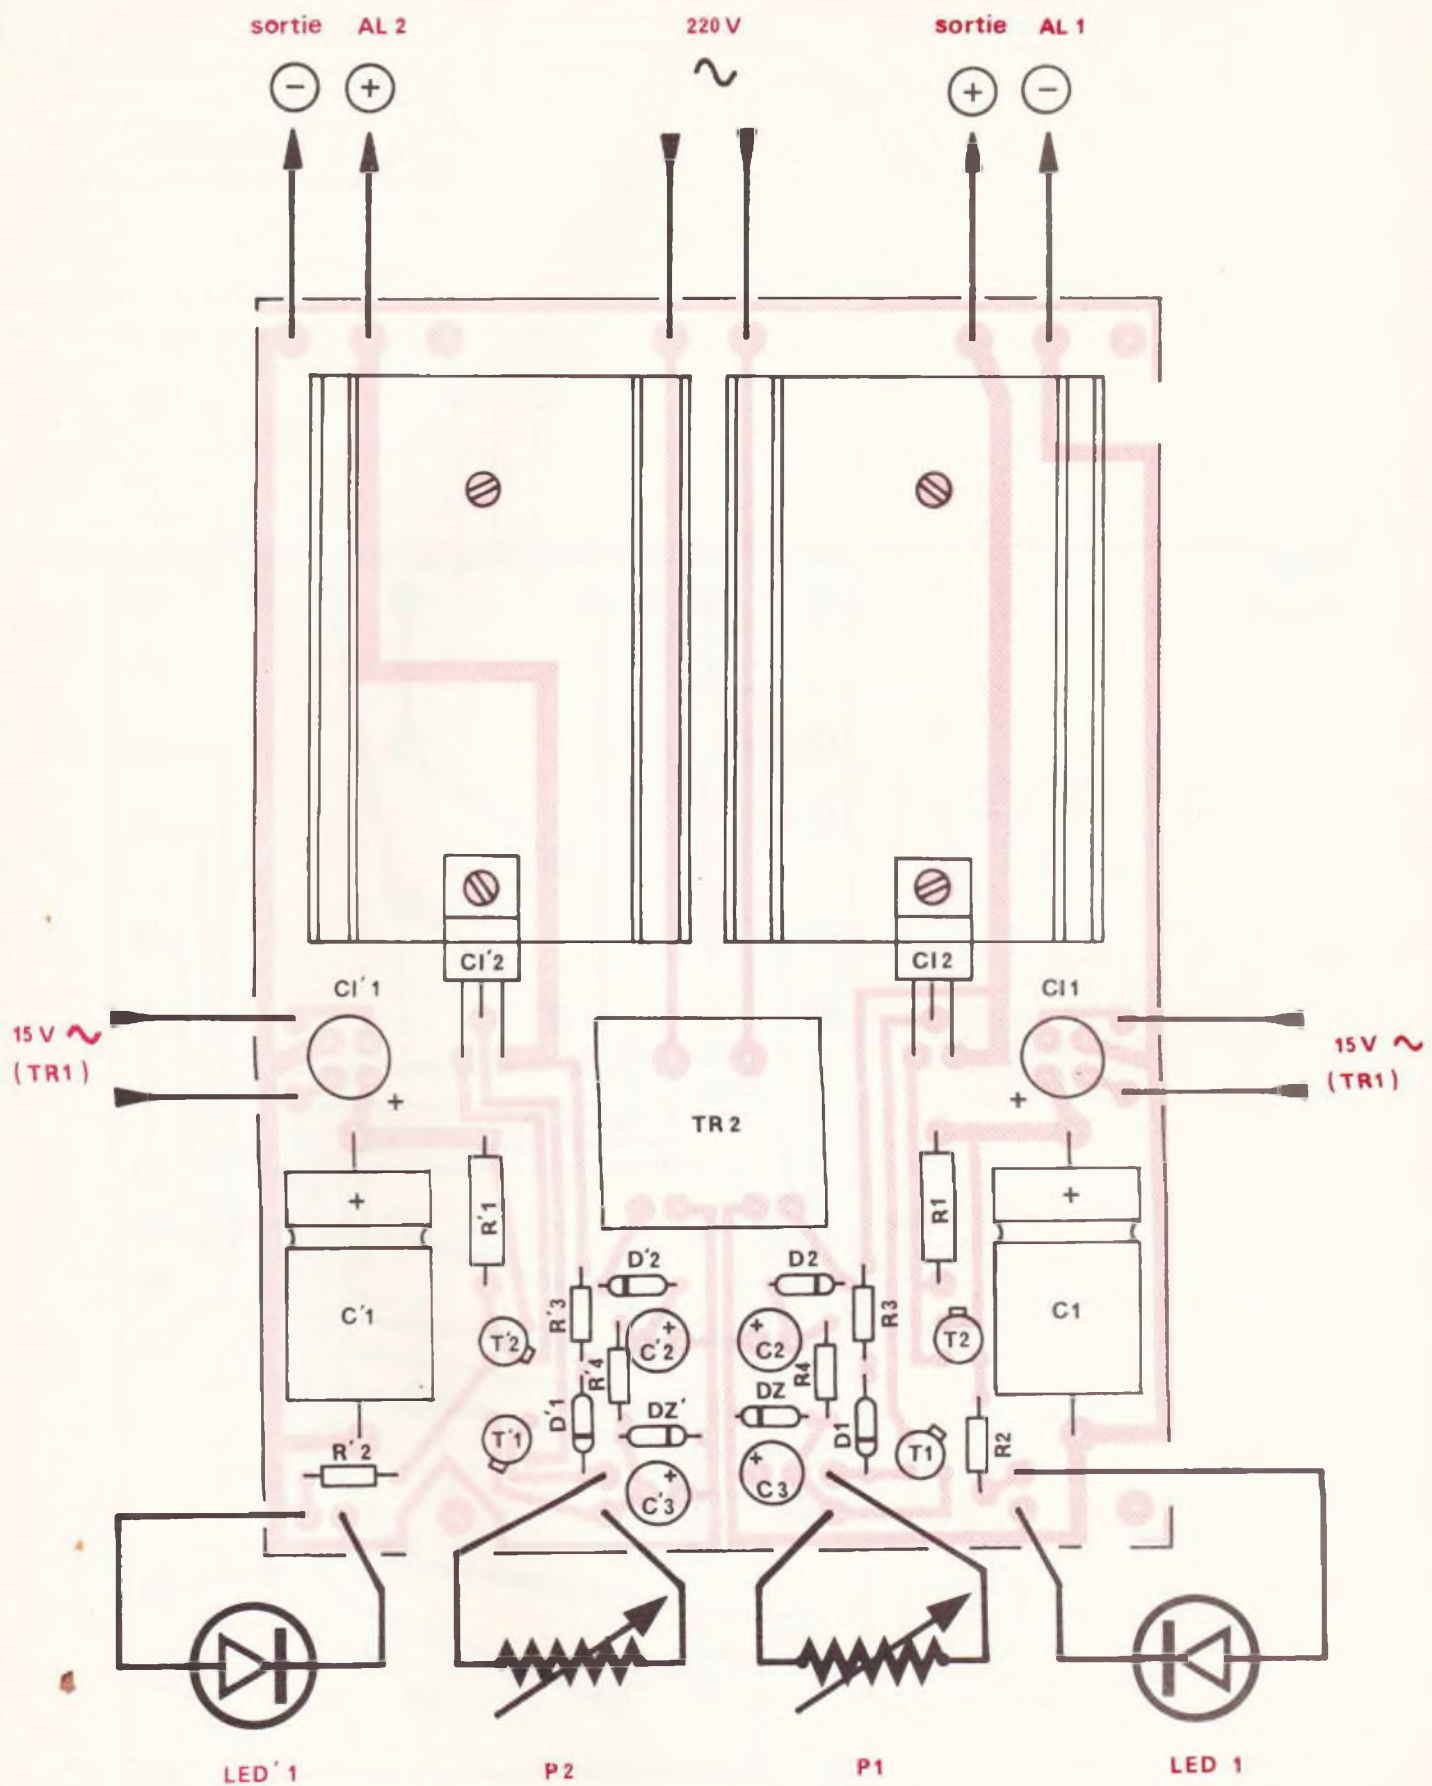 sortie AL 2
220 V
sortie AL 1
− +
+ −
CI'2
CI2
CI'1
CI1
15 V
(TR1)
15 V
(TR1)
+
+
TR 2
+
+
R'1
R1
D'2
D2
C'1
R'3
R3
C1
T'2
+
C'2
+
C2
T2
R'4
R4
DZ
D'1
DZ'
D1
T'1
T1
R2
R'2
+
C'3
+
C3
LED'1
P2
P1
LED 1